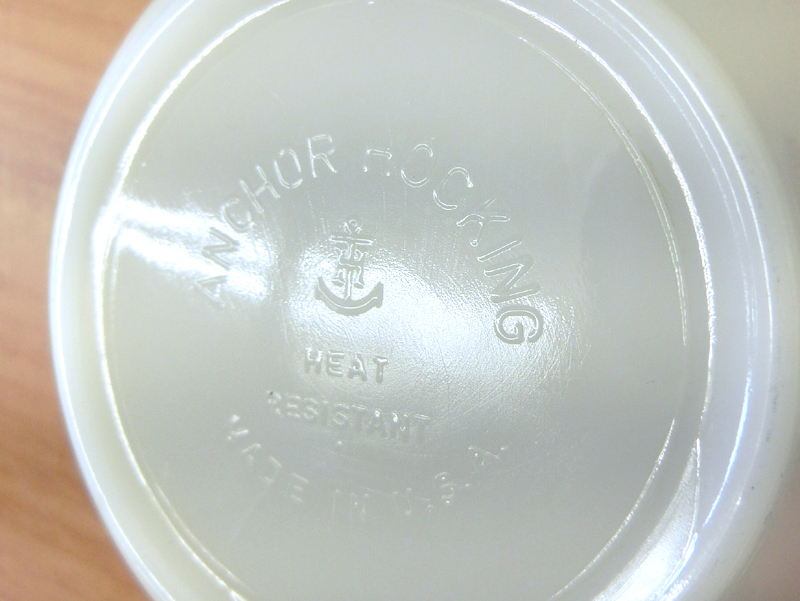 ANCHOR HOCKING
HEAT
RESISTANT
MADE IN U.S.A.